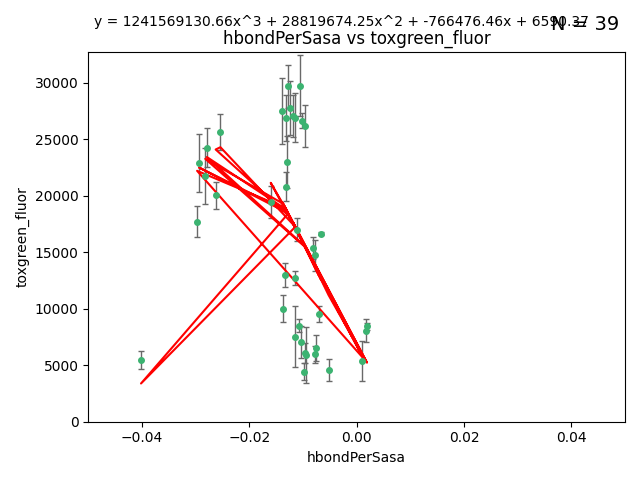 y = 1241569130.66x^3 + 28819674.25x^2 + -766476.46x + 6590.37
N = 39
hbondPerSasa vs toxgreen_fluor
toxgreen_fluor
30000
25000
20000
15000
10000
5000
0
−0.04
−0.02
0.00
0.02
0.04
hbondPerSasa